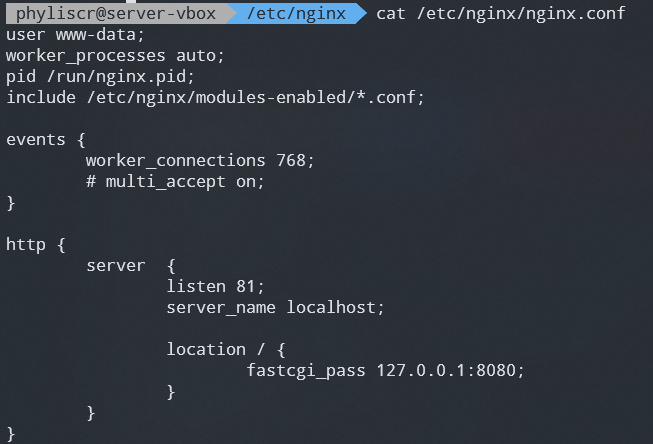 phyliscr@server-vbox /etc/nginx cat /etc/nginx/nginx.conf
user www-data;
worker_processes auto;
pid /run/nginx.pid;
include /etc/nginx/modules-enabled/*.conf;
events {
worker_connections 768;
# multi_accept on;
}
http {
server {
listen 81;
server_name localhost;
location / {
fastcgi_pass 127.0.0.1:8080;
}
}
}